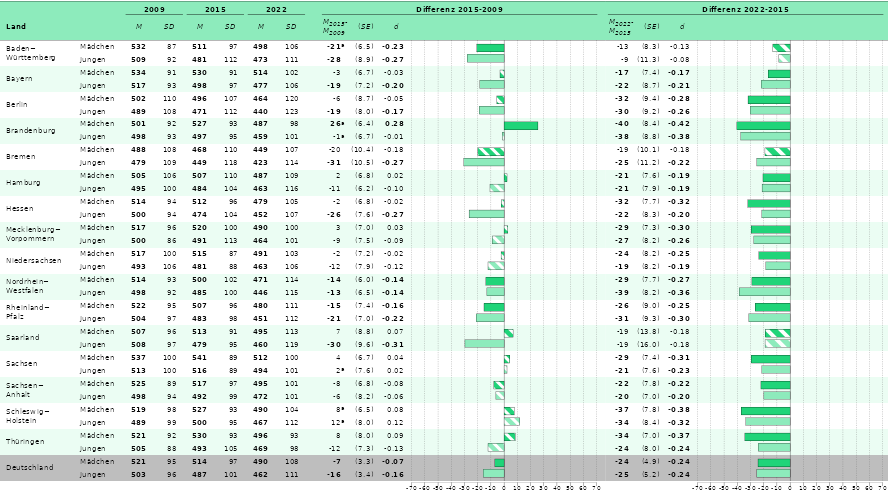 2009 2015 2022 Differenz 2015-2009 Differenz 2022-2015
Land M SD M SD M SD M2015- M2009 (SE) d M2022- M2015 (SE) d
Baden– Württemberg Mädchen 532 87 511 97 498 106 -21ª (6.5) -0.23 -13 (8.3) -0.13
Jungen 509 92 481 112 473 111 -28 (8.9) -0.27 -9 (11.3) -0.08
Bayern Mädchen 534 91 530 91 514 102 -3 (6.7) -0.03 -17 (7.4) -0.17
Jungen 517 93 498 97 477 106 -19 (7.2) -0.20 -22 (8.7) -0.21
Berlin Mädchen 502 110 496 107 464 120 -6 (8.7) -0.05 -32 (9.4) -0.28
Jungen 489 108 471 112 440 123 -19 (8.0) -0.17 -30 (9.2) -0.26
Brandenburg Mädchen 501 92 527 93 487 98 26ª (6.4) 0.28 -40 (8.4) -0.42
Jungen 498 93 497 95 459 101 -1ª (6.7) -0.01 -38 (8.8) -0.38
Bremen Mädchen 488 108 468 110 449 107 -20 (10.4) -0.18 -19 (10.1) -0.18
Jungen 479 109 449 118 423 114 -31 (10.5) -0.27 -25 (11.2) -0.22
Hamburg Mädchen 505 106 507 110 487 109 2 (6.8) 0.02 -21 (7.6) -0.19
Jungen 495 100 484 104 463 116 -11 (6.2) -0.10 -21 (7.9) -0.19
Hessen Mädchen 514 94 512 96 479 105 -2 (6.8) -0.02 -32 (7.7) -0.32
Jungen 500 94 474 104 452 107 -26 (7.6) -0.27 -22 (8.3) -0.20
Mecklenburg– Vorpommern Mädchen 517 96 520 100 490 100 3 (7.0) 0.03 -29 (7.3) -0.30
Jungen 500 86 491 113 464 101 -9 (7.5) -0.09 -27 (8.2) -0.26
Niedersachsen Mädchen 517 100 515 87 491 103 -2 (7.2) -0.02 -24 (8.2) -0.25
Jungen 493 106 481 88 463 106 -12 (7.9) -0.12 -19 (8.2) -0.19
Nordrhein– Westfalen Mädchen 514 93 500 102 471 114 -14 (6.0) -0.14 -29 (7.7) -0.27
Jungen 498 92 485 100 446 115 -13 (6.5) -0.14 -39 (8.2) -0.36
Rheinland– Pfalz Mädchen 522 95 507 96 480 111 -15 (7.4) -0.16 -26 (9.0) -0.25
Jungen 504 97 483 98 451 112 -21 (7.0) -0.22 -31 (9.3) -0.30
Saarland Mädchen 507 96 513 91 495 113 7 (8.8) 0.07 -19 (13.8) -0.18
Jungen 508 97 479 95 460 119 -30 (9.6) -0.31 -19 (16.0) -0.18
Sachsen Mädchen 537 100 541 89 512 100 4 (6.7) 0.04 -29 (7.4) -0.31
Jungen 513 100 516 89 494 101 2ª (7.6) 0.02 -21 (7.6) -0.23
Sachsen– Anhalt Mädchen 525 89 517 97 495 101 -8 (6.8) -0.08 -22 (7.8) -0.22
Jungen 498 94 492 99 472 101 -6 (8.2) -0.06 -20 (7.0) -0.20
Schleswig– Holstein Mädchen 519 98 527 93 490 104 8ª (6.5) 0.08 -37 (7.8) -0.38
Jungen 489 99 500 95 467 112 12ª (8.0) 0.12 -34 (8.4) -0.32
Thüringen Mädchen 521 92 530 93 496 93 8 (8.0) 0.09 -34 (7.0) -0.37
Jungen 505 88 493 105 469 98 -12 (7.3) -0.13 -24 (8.0) -0.24
Deutschland Mädchen 521 95 514 97 490 108 -7 (3.3) -0.07 -24 (4.9) -0.24
Jungen 503 96 487 101 462 111 -16 (3.4) -0.16 -25 (5.2) -0.24
-70 -60 -50 -40 -30 -20 -10 0 10 20 30 40 50 60 70 -70 -60 -50 -40 -30 -20 -10 0 10 20 30 40 50 60 70